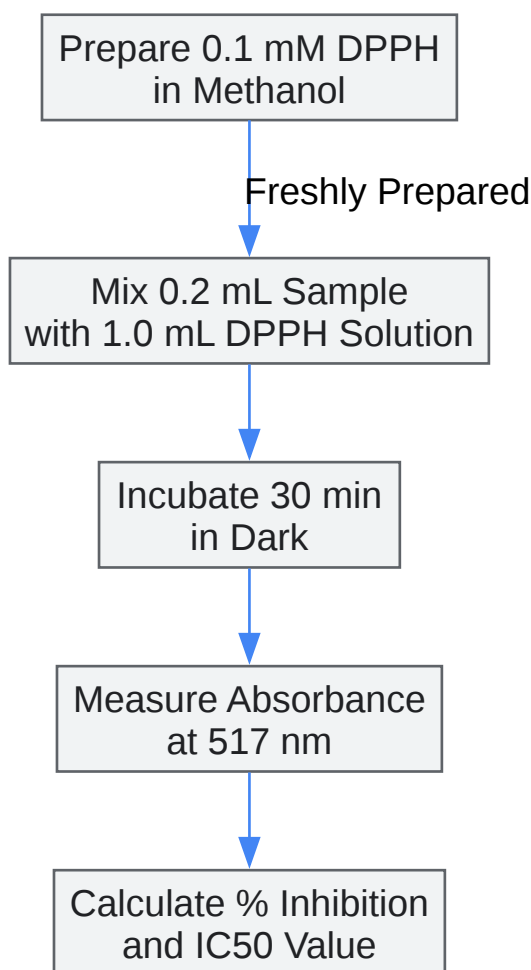 Prepare 0.1 mM DPPH
in Methanol
Freshly Prepared
Mix 0.2 mL Sample
with 1.0 mL DPPH Solution
Incubate 30 min
in Dark
Measure Absorbance
at 517 nm
Calculate % Inhibition
and IC50 Value